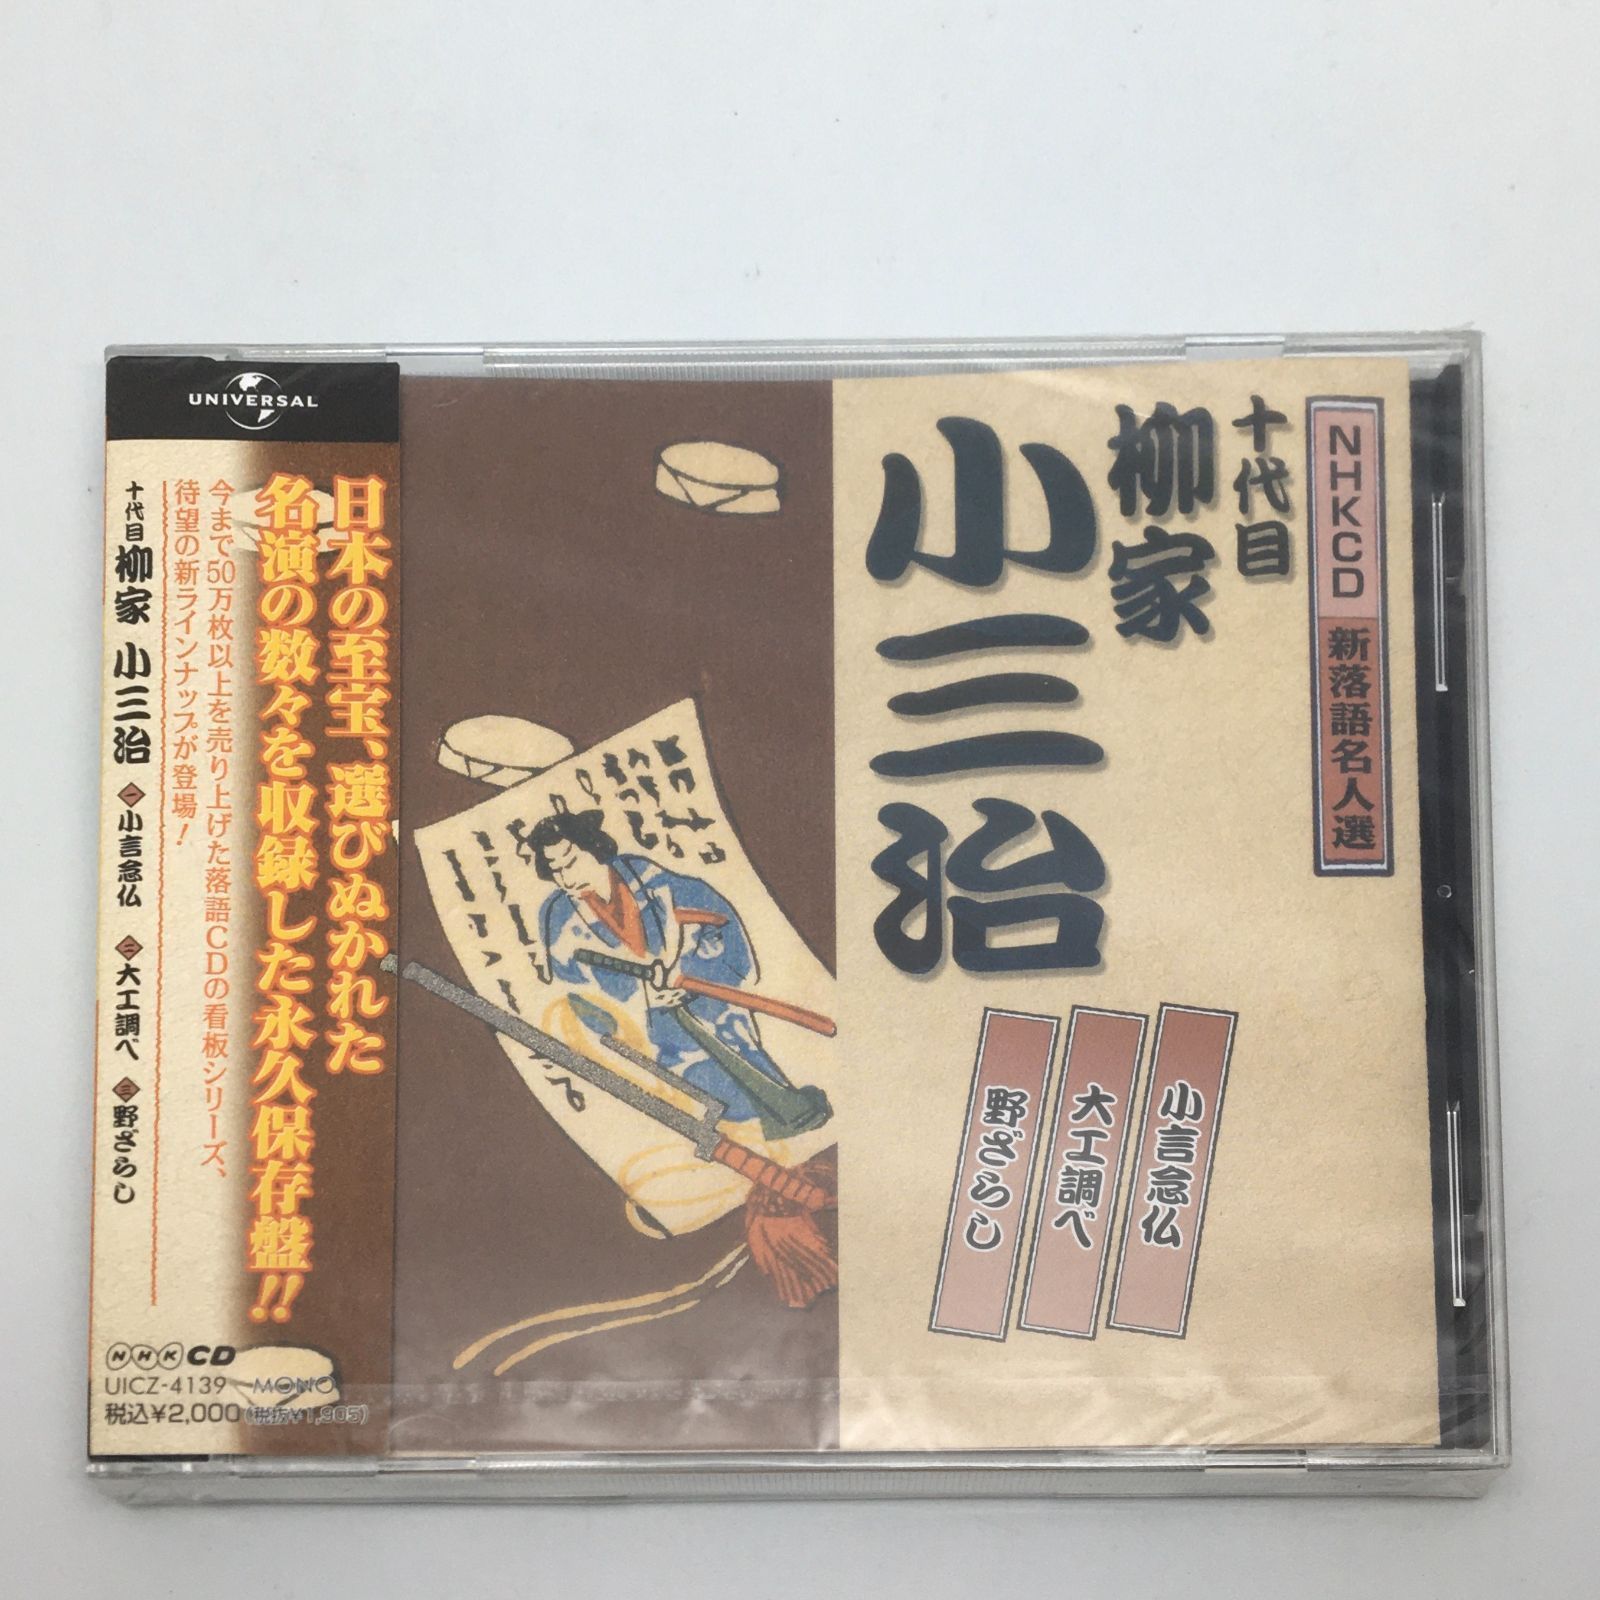 UNIVERSAL
日本の至宝、選びぬかれた
名演の数々を収録した永久保存盤!!
今まで50万枚以上を売り上げた落語CDの看板シリーズ、
待望の新ラインナップが登場!
十代目 柳家 小三治 一 小言念仏 二 大工調べ 三 野ざらし
NHK CD
UICZ-4139 MONO
税込¥2,000(税抜¥1,905)
NHKCD 新落語名人選
十代目
柳家
小三治
小言念仏
大工調べ
野ざらし